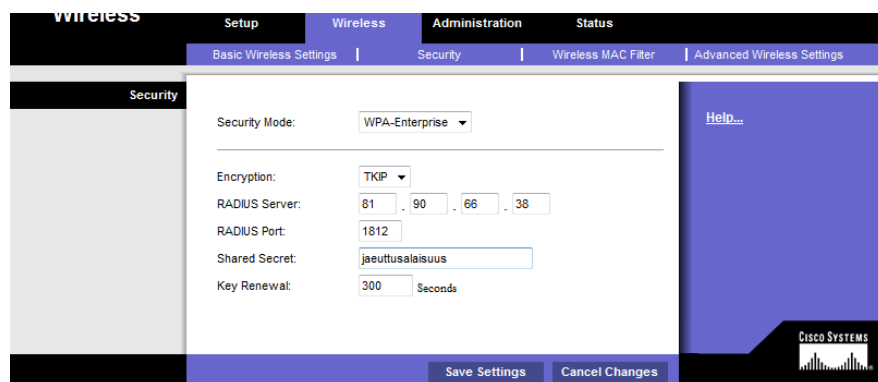 Wireless
Setup Wireless Administration Status
Basic Wireless Settings | Security | Wireless MAC Filter | Advanced Wireless Settings
Security
Security Mode: WPA-Enterprise
Help...
Encryption: TKIP
RADIUS Server: 81 . 90 . 66 . 38
RADIUS Port: 1812
Shared Secret: jaeuttusalaisuus
Key Renewal: 300 Seconds
CISCO SYSTEMS
Save Settings Cancel Changes